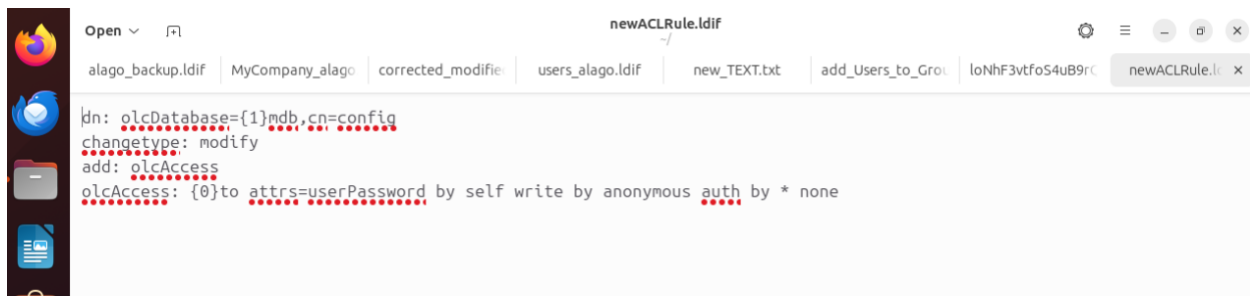 Open
newACLRule.ldif
~/
alago_backup.ldif MyCompany_alago corrected_modifie users_alago.ldif new_TEXT.txt add_Users_to_Grou loNhF3vtfoS4uB9r newACLRule.l
dn: olcDatabase={1}mdb,cn=config
changetype: modify
add: olcAccess
olcAccess: {0}to attrs=userPassword by self write by anonymous auth by * none